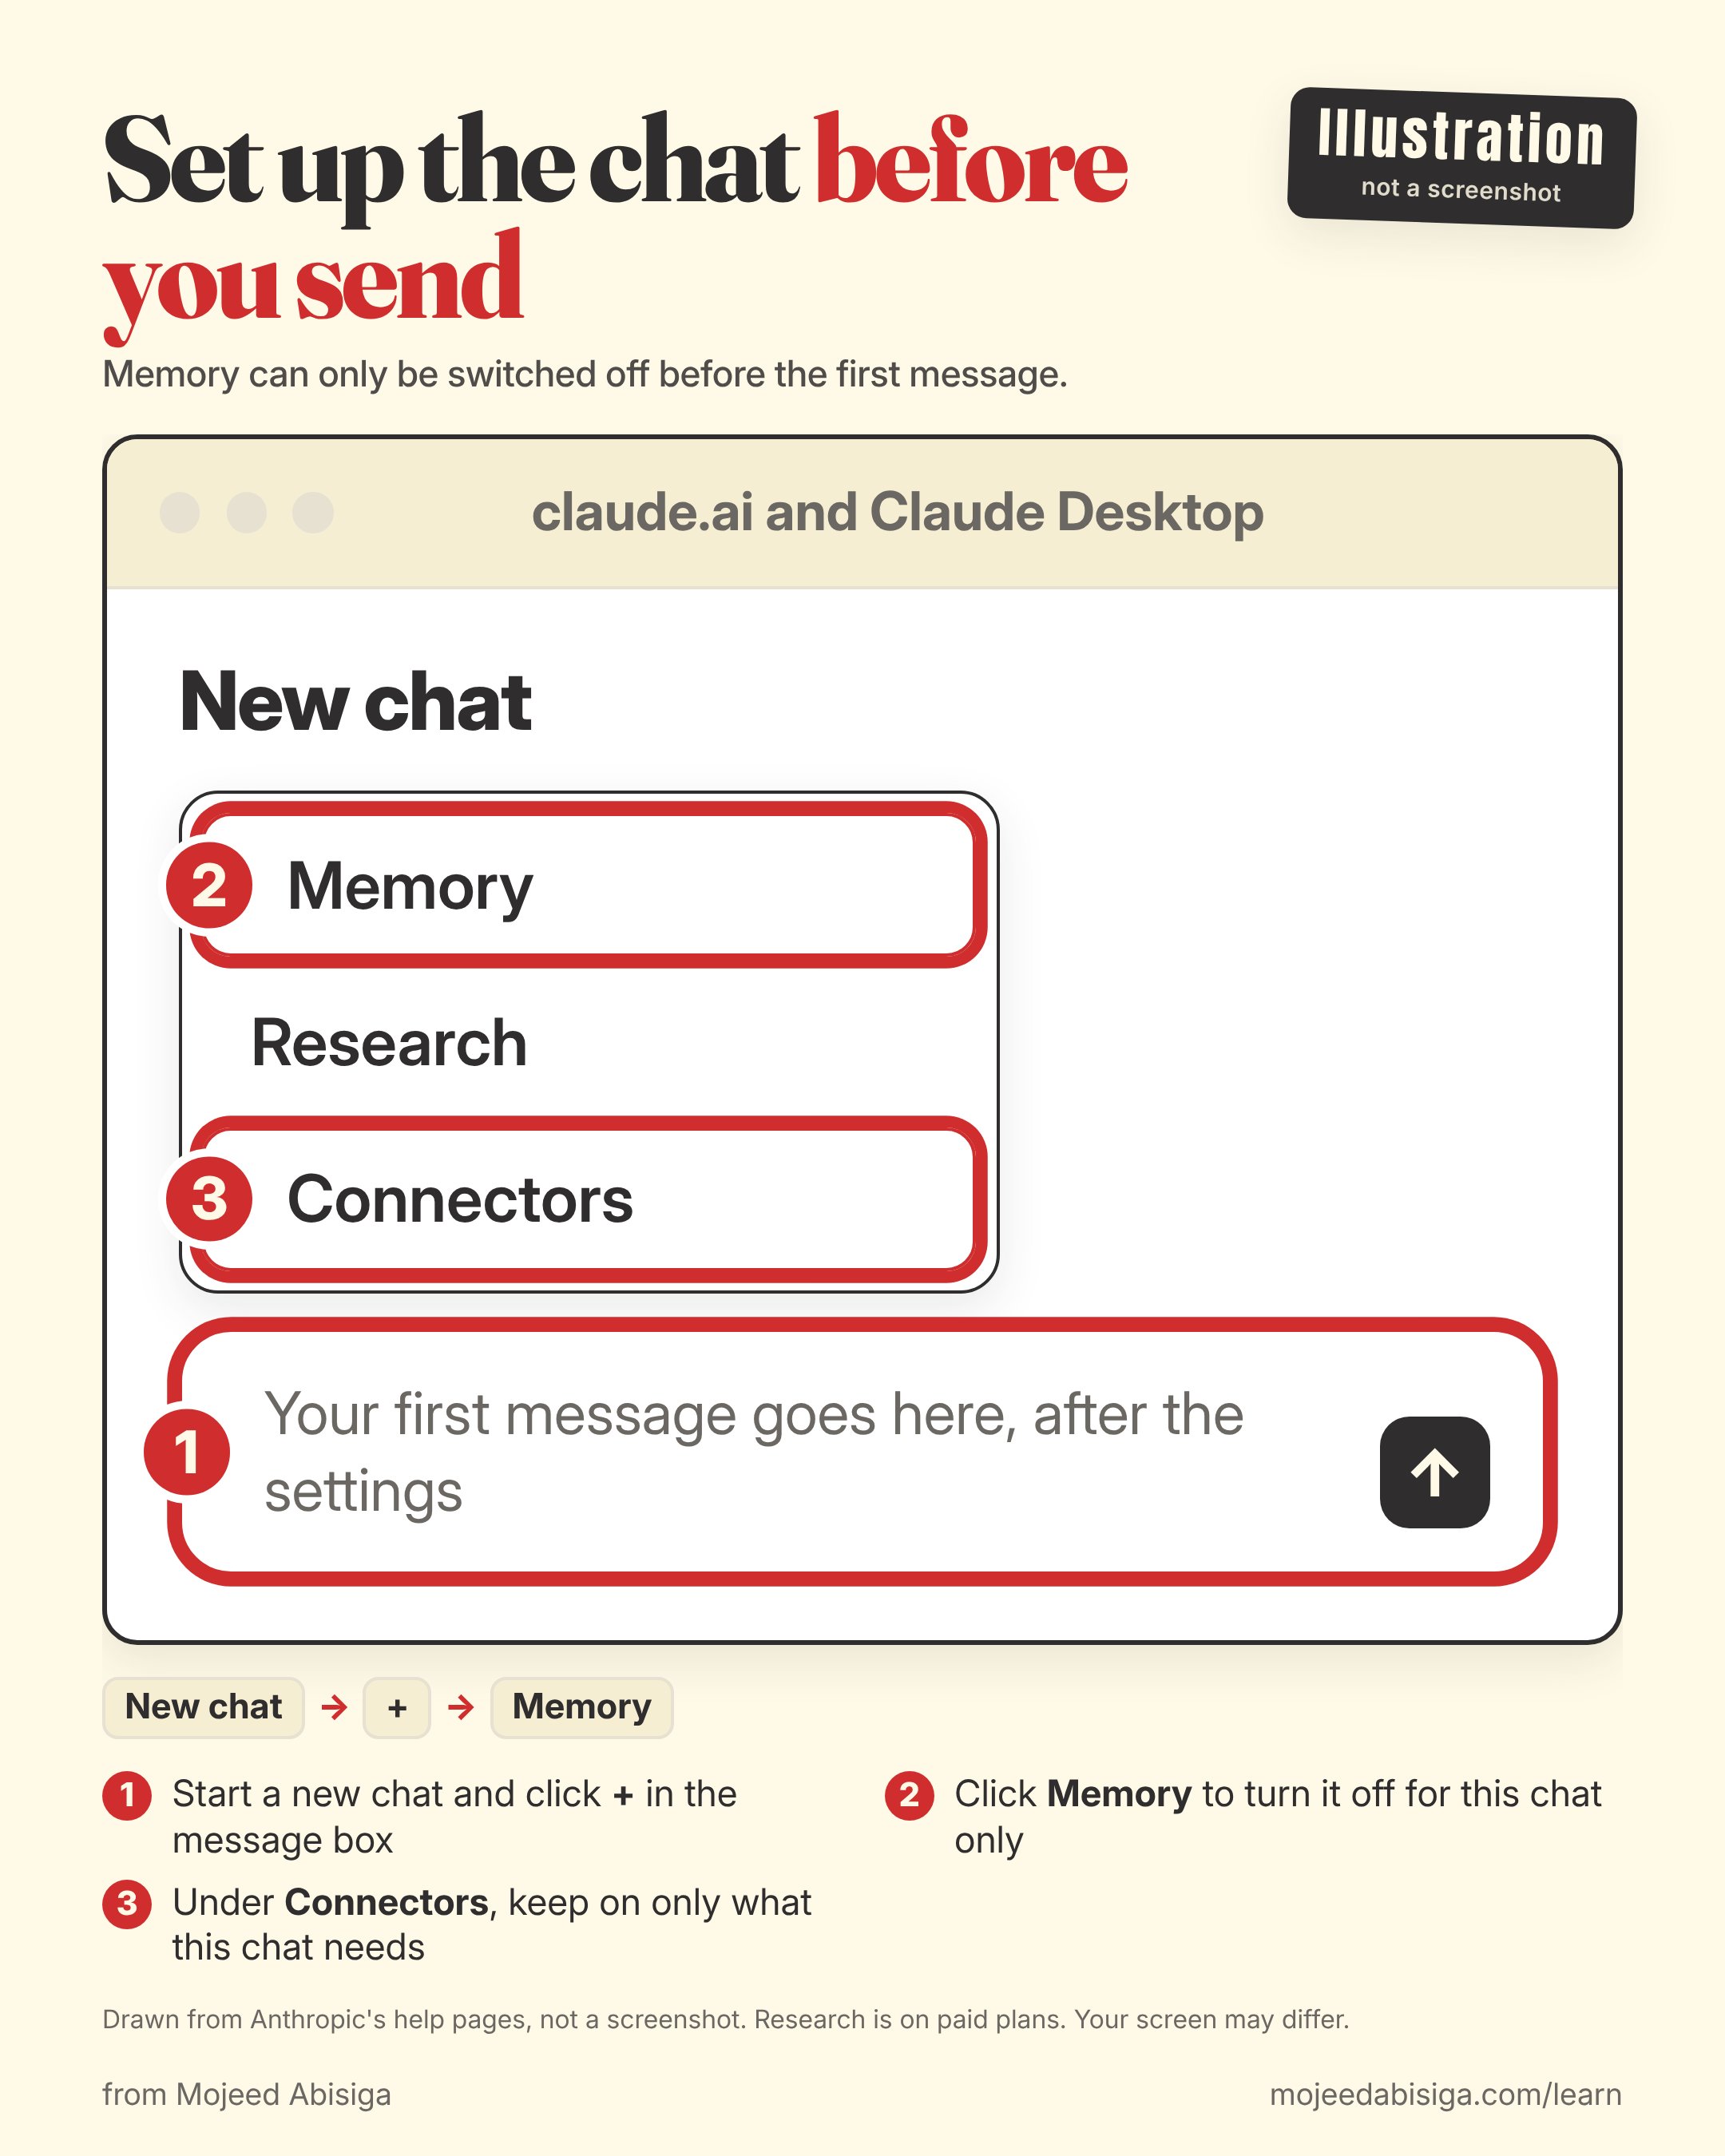 Set up the chat before
you send
Illustration
not a screenshot
Memory can only be switched off before the first message.
claude.ai and Claude Desktop
New chat
2 Memory
Research
3 Connectors
1 Your first message goes here, after the
settings
New chat → + → Memory
1 Start a new chat and click + in the
message box
2 Click Memory to turn it off for this chat
only
3 Under Connectors, keep on only what
this chat needs
Drawn from Anthropic's help pages, not a screenshot. Research is on paid plans. Your screen may differ.
from Mojeed Abisiga
mojeedabisiga.com/learn